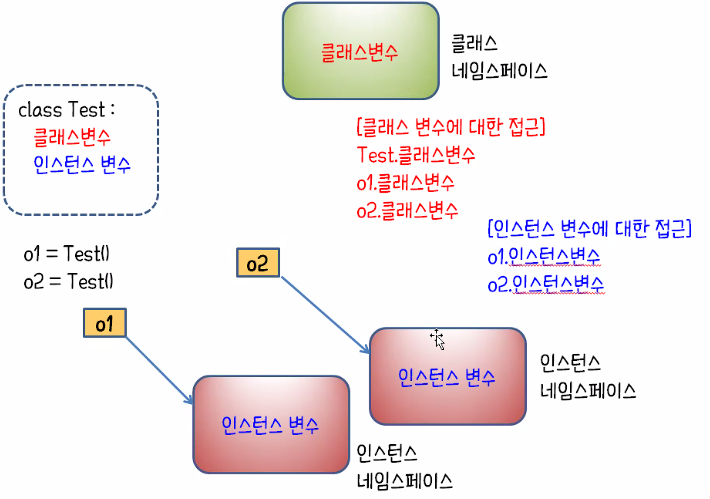 클래스변수
클래스
네임스페이스
class Test :
클래스변수
인스턴스 변수
[클래스 변수에 대한 접근]
Test.클래스변수
o1.클래스변수
o2.클래스변수
[인스턴스 변수에 대한 접근]
o1.인스턴스변수
o2.인스턴스변수
o1 = Test()
o2 = Test()
o2
o1
인스턴스 변수
인스턴스
네임스페이스
인스턴스 변수
인스턴스
네임스페이스